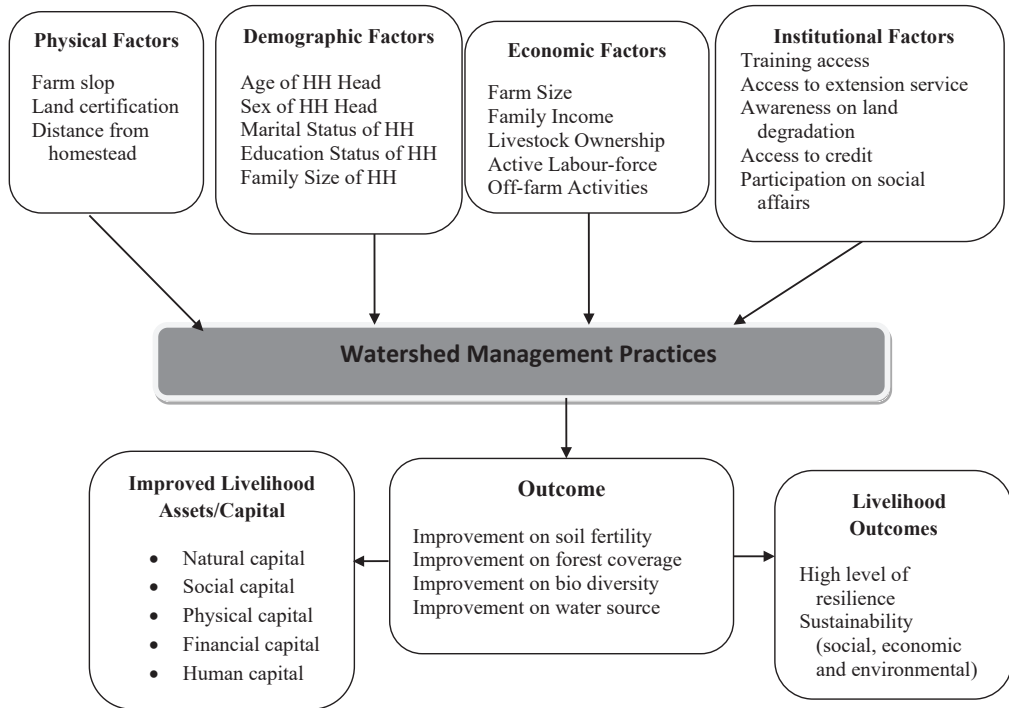 Physical Factors
Farm slop
Land certification
Distance from
homestead
Demographic Factors
Age of HH Head
Sex of HH Head
Marital Status of HH
Education Status of HH
Family Size of HH
Economic Factors
Farm Size
Family Income
Livestock Ownership
Active Labour-force
Off-farm Activities
Institutional Factors
Training access
Access to extension service
Awareness on land
degradation
Access to credit
Participation on social
affairs
Watershed Management Practices
Improved Livelihood
Assets/Capital
• Natural capital
• Social capital
• Physical capital
• Financial capital
• Human capital
Outcome
Improvement on soil fertility
Improvement on forest coverage
Improvement on bio diversity
Improvement on water source
Livelihood
Outcomes
High level of
resilience
Sustainability
(social, economic
and environmental)